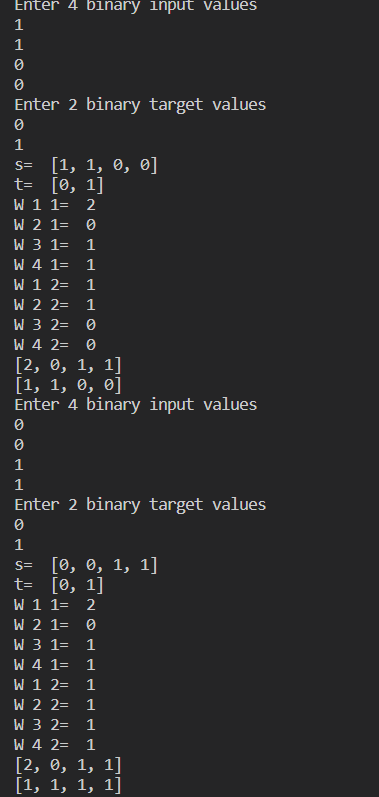 Enter 4 binary input values
1
1
0
0
Enter 2 binary target values
0
1
s=  [1, 1, 0, 0]
t=  [0, 1]
W 1 1=  2
W 2 1=  0
W 3 1=  1
W 4 1=  1
W 1 2=  1
W 2 2=  1
W 3 2=  0
W 4 2=  0
[2, 0, 1, 1]
[1, 1, 0, 0]
Enter 4 binary input values
0
0
1
1
Enter 2 binary target values
0
1
s=  [0, 0, 1, 1]
t=  [0, 1]
W 1 1=  2
W 2 1=  0
W 3 1=  1
W 4 1=  1
W 1 2=  1
W 2 2=  1
W 3 2=  1
W 4 2=  1
[2, 0, 1, 1]
[1, 1, 1, 1]